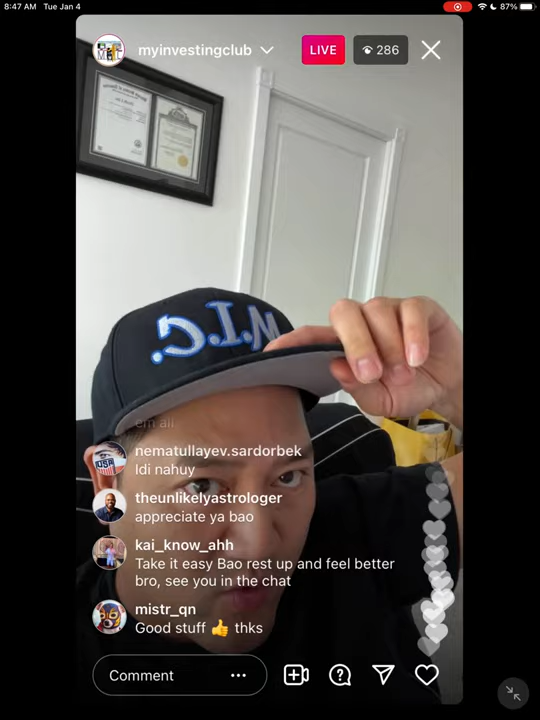 8:47 AM Tue Jan 4
87%
myinvestingclub
LIVE
286
M.I.C.
em all
nematullayev.sardorbek
Idi nahuy
theunlikelyastrologer
appreciate ya bao
kai_know_ahh
Take it easy Bao rest up and feel better
bro, see you in the chat
mistr_qn
Good stuff 👍 thks
Comment